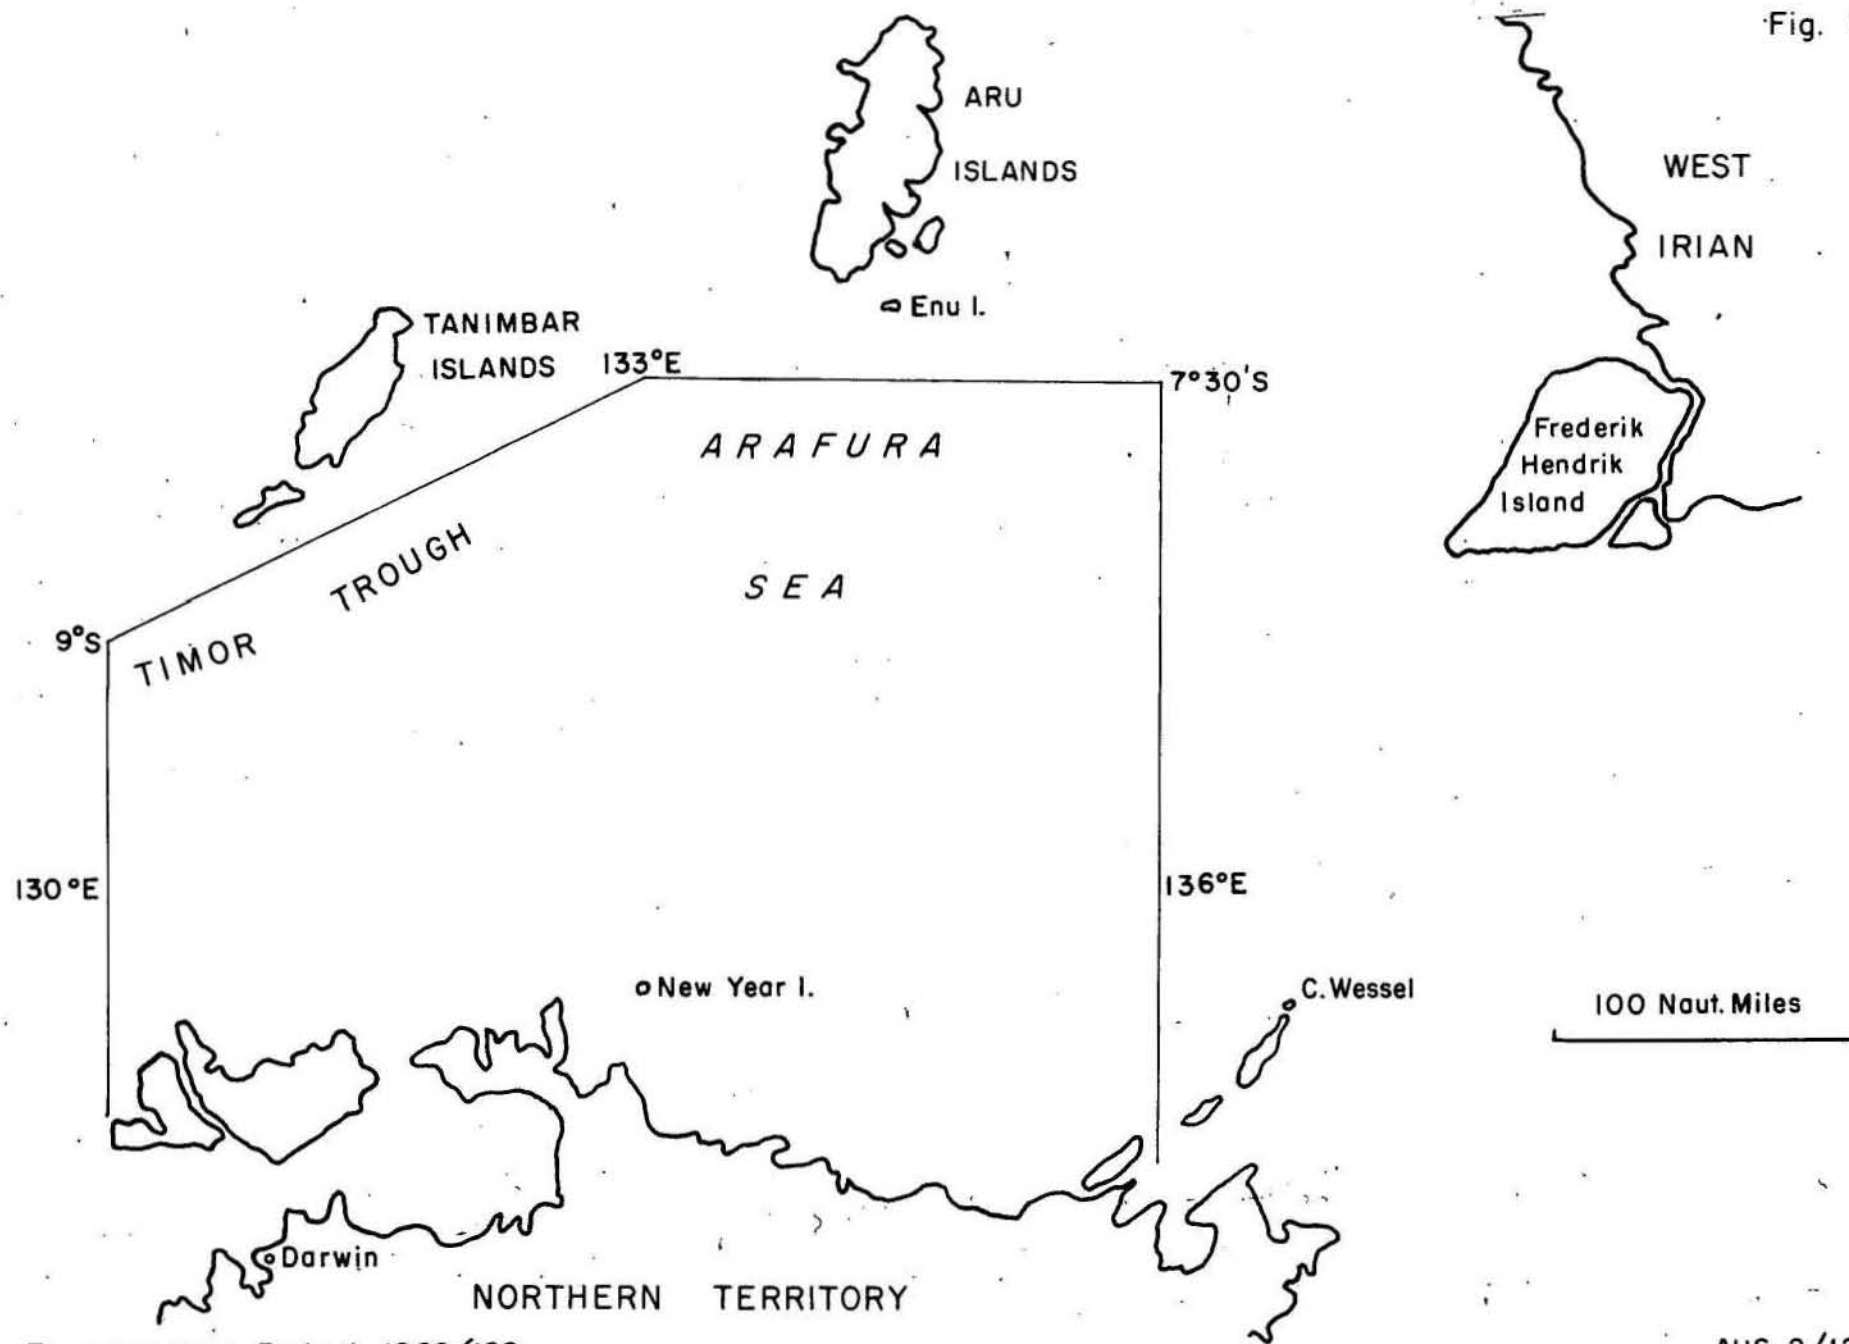 Fig.
ARU
ISLANDS
WEST
IRIAN
Enu I.
TANIMBAR
ISLANDS
133°E
7°30'S
ARAFURA
SEA
Frederik
Hendrik
Island
TIMOR TROUGH
9°S
130°E
136°E
New Year I.
C. Wessel
100 Naut. Miles
Darwin
NORTHERN TERRITORY